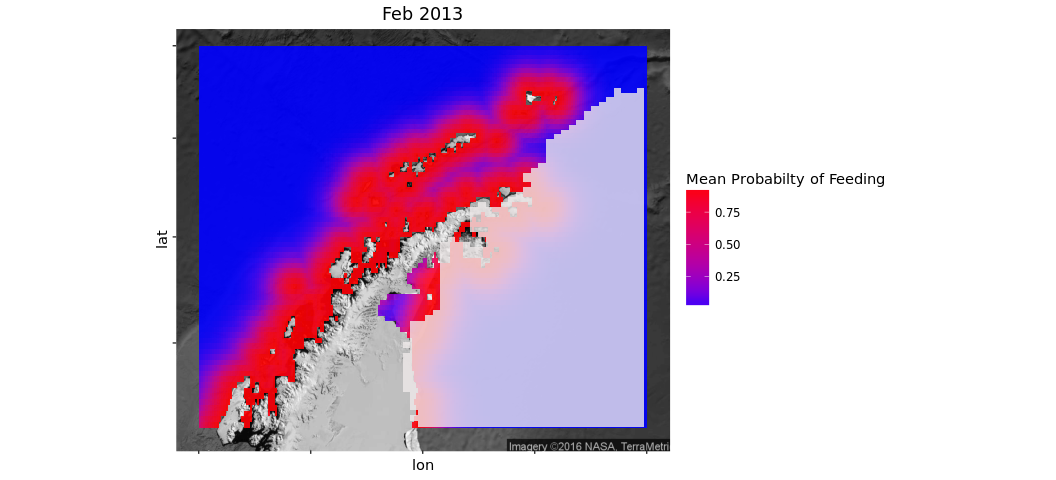 Feb 2013
lat
lon
Mean Probabilty of Feeding
0.75
0.50
0.25
Imagery ©2016 NASA, TerraMetri